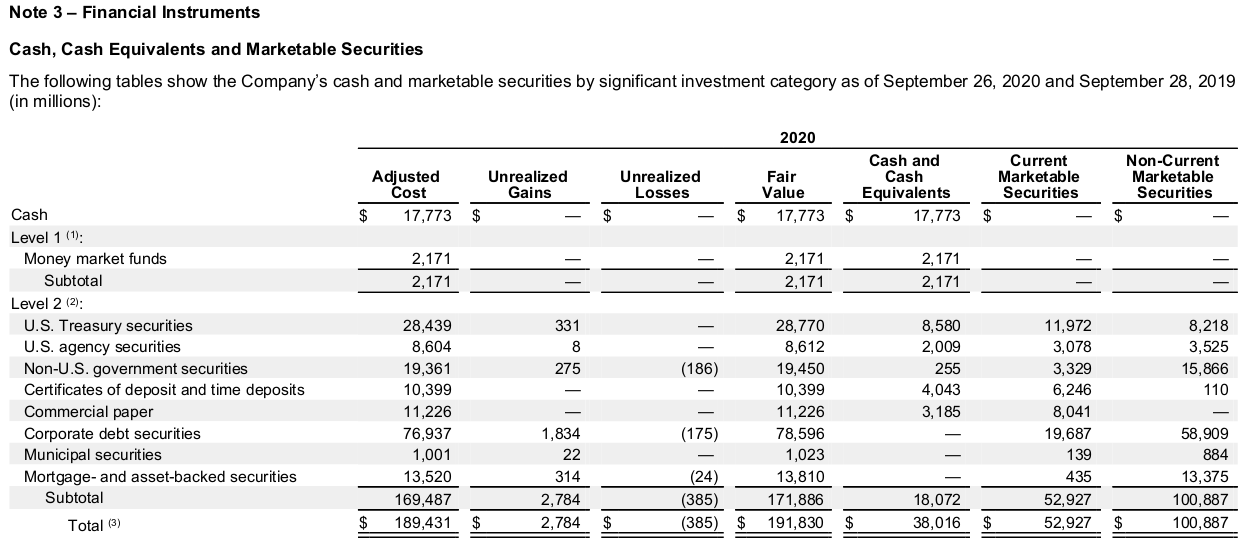 Note 3 – Financial Instruments
Cash, Cash Equivalents and Marketable Securities
The following tables show the Company’s cash and marketable securities by significant investment category as of September 26, 2020 and September 28, 2019
(in millions):
2020
Adjusted Cost Unrealized Gains Unrealized Losses Fair Value Cash and Cash Equivalents Current Marketable Securities Non-Current Marketable Securities
Cash $ 17,773 $ — $ — $ 17,773 $ 17,773 $ — $ —
Level 1 (1):
Money market funds 2,171 — — 2,171 2,171 — —
Subtotal 2,171 — — 2,171 2,171 — —
Level 2 (2):
U.S. Treasury securities 28,439 331 — 28,770 8,580 11,972 8,218
U.S. agency securities 8,604 8 — 8,612 2,009 3,078 3,525
Non-U.S. government securities 19,361 275 (186) 19,450 255 3,329 15,866
Certificates of deposit and time deposits 10,399 — — 10,399 4,043 6,246 110
Commercial paper 11,226 — — 11,226 3,185 8,041 —
Corporate debt securities 76,937 1,834 (175) 78,596 — 19,687 58,909
Municipal securities 1,001 22 — 1,023 — 139 884
Mortgage- and asset-backed securities 13,520 314 (24) 13,810 — 435 13,375
Subtotal 169,487 2,784 (385) 171,886 18,072 52,927 100,887
Total (3) $ 189,431 $ 2,784 $ (385) $ 191,830 $ 38,016 $ 52,927 $ 100,887